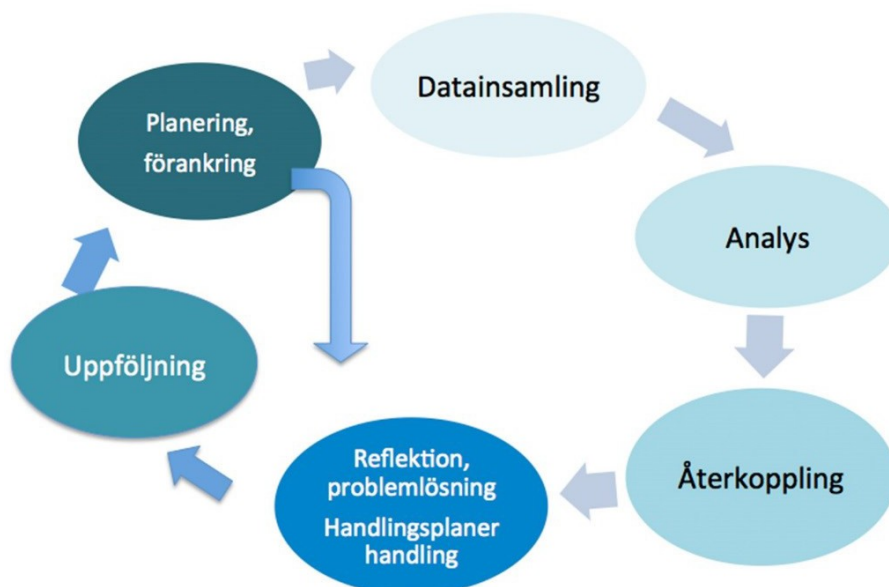 Planering,
förankring
Datainsamling
Analys
Återkoppling
Reflektion,
problemlösning
Handlingsplaner
handling
Uppföljning